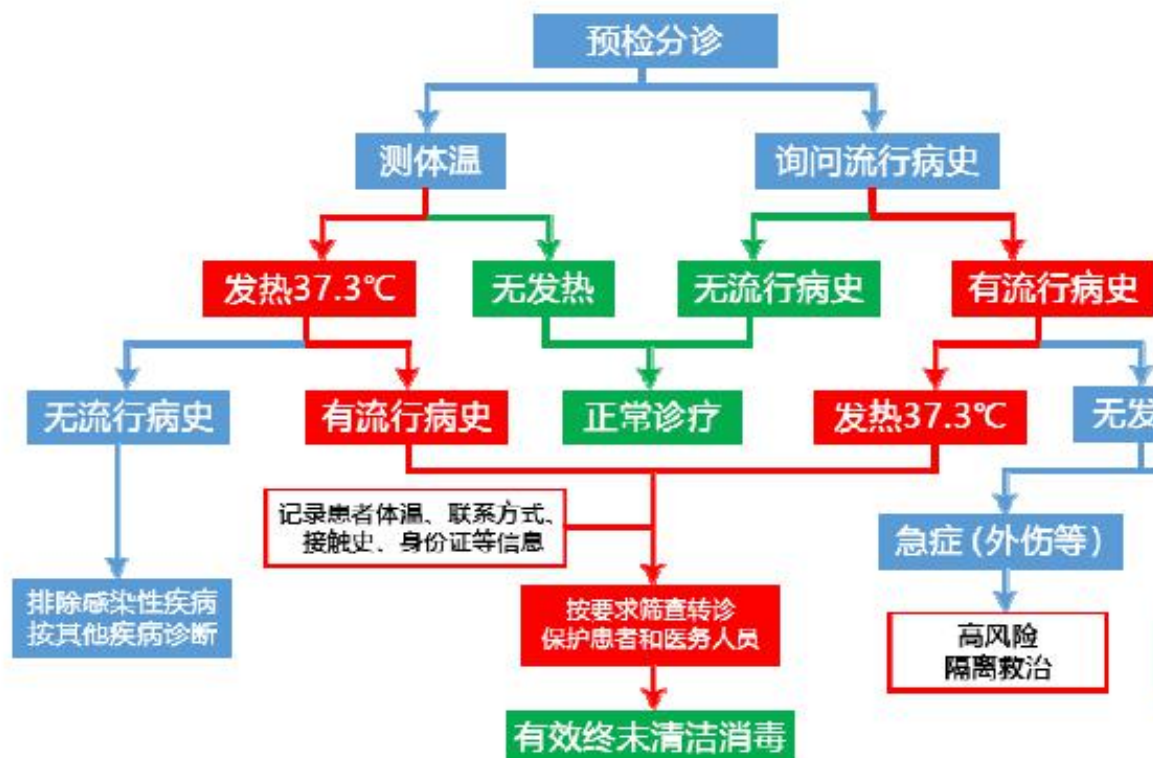 预检分诊
测体温
询问流行病史
发热37.3℃
无发热
无流行病史
有流行病史
无流行病史
有流行病史
正常诊疗
发热37.3℃
无发
记录患者体温、联系方式、
接触史、身份证等信息
急症（外伤等）
排除感染性疾病
按其他疾病诊断
按要求筛查转诊
保护患者和医务人员
高风险
隔离救治
有效终末清洁消毒